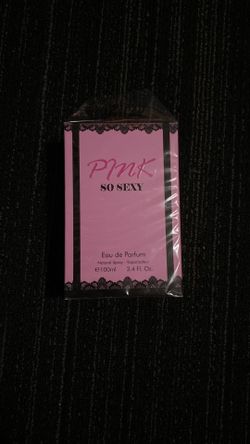 PINK
SO SEXY
Eau de Parfum
Natural Spray - Vaporisateur
e 100ml 3.4 Fl. Oz.